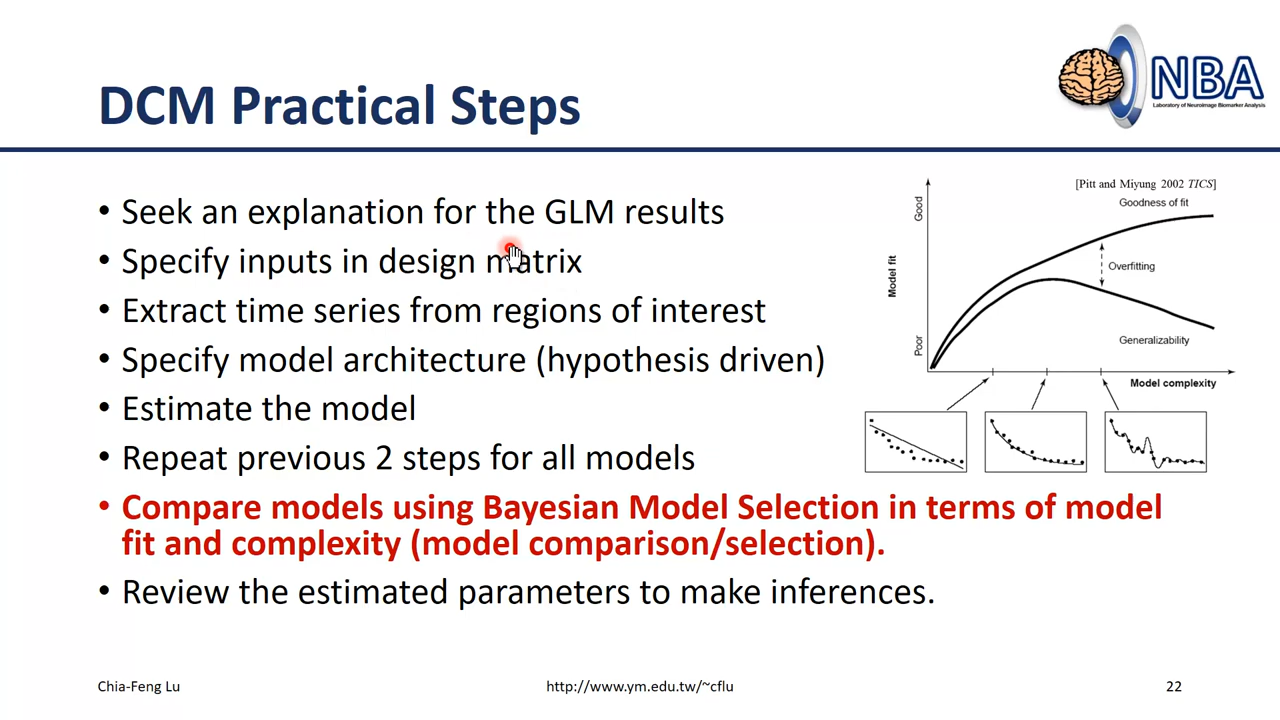 NBA
Laboratory of Neuroimage Biomarker Analysis
DCM Practical Steps
• Seek an explanation for the GLM results
• Specify inputs in design matrix
• Extract time series from regions of interest
• Specify model architecture (hypothesis driven)
• Estimate the model
• Repeat previous 2 steps for all models
• Compare models using Bayesian Model Selection in terms of model
fit and complexity (model comparison/selection).
• Review the estimated parameters to make inferences.
[Pitt and Miyung 2002 TICS]
Goodness of fit
Good
Overfitting
Model fit
Poor
Generalizability
Model complexity
Chia-Feng Lu
http://www.ym.edu.tw/~cflu
22